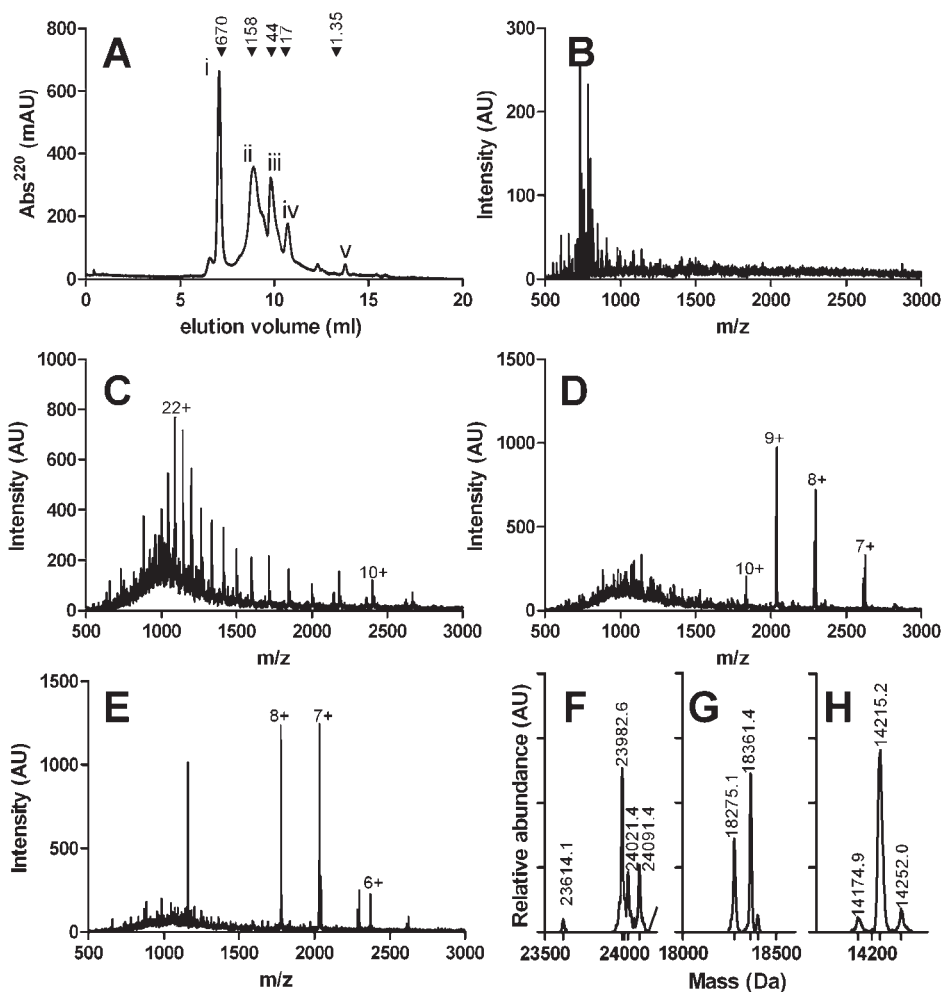 A
670
158
44
17
1.35
800
600
400
200
0
Abs220 (mAU)
i
ii
iii
iv
v
0 5 10 15 20
elution volume (ml)
B
300
200
100
0
Intensity (AU)
500 1000 1500 2000 2500 3000
m/z
C
1000
800
600
400
200
0
Intensity (AU)
22+
10+
500 1000 1500 2000 2500 3000
m/z
D
1500
1000
500
0
Intensity (AU)
10+
9+
8+
7+
500 1000 1500 2000 2500 3000
m/z
E
1500
1000
500
0
Intensity (AU)
8+
7+
6+
500 1000 1500 2000 2500 3000
m/z
F
Relative abundance (AU)
23614.1
23982.6
24021.4
24091.4
23500 24000
G
18275.1
18361.4
18000 18500
H
14174.9
14215.2
14252.0
14200
Mass (Da)